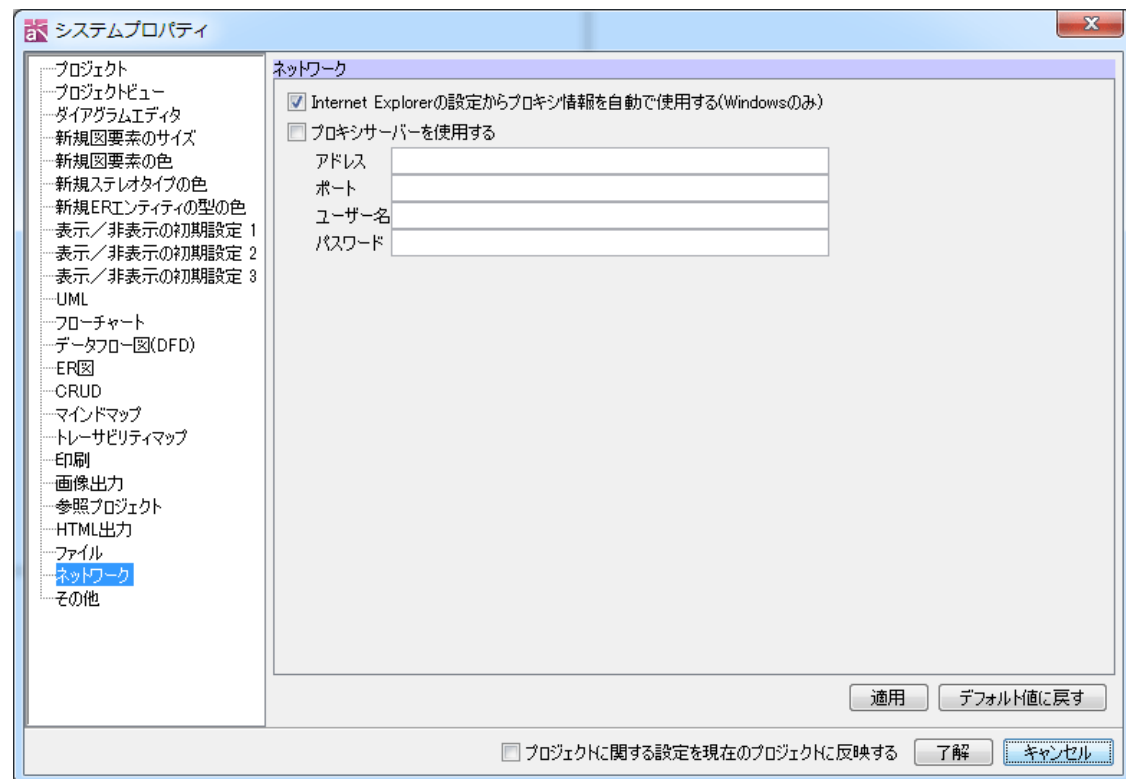 システムプロパティ
プロジェクト
プロジェクトビュー
ダイアグラムエディタ
新規図要素のサイズ
新規図要素の色
新規ステレオタイプの色
新規ERエンティティの型の色
表示／非表示の初期設定 1
表示／非表示の初期設定 2
表示／非表示の初期設定 3
UML
フローチャート
データフロー図(DFD)
ER図
CRUD
マインドマップ
トレーサビリティマップ
印刷
画像出力
参照プロジェクト
HTML出力
ファイル
ネットワーク
その他
ネットワーク
Internet Explorerの設定からプロキシ情報を自動で使用する(Windowsのみ)
プロキシサーバーを使用する
アドレス
ポート
ユーザー名
パスワード
適用 デフォルト値に戻す
プロジェクトに関する設定を現在のプロジェクトに反映する 了解 キャンセル